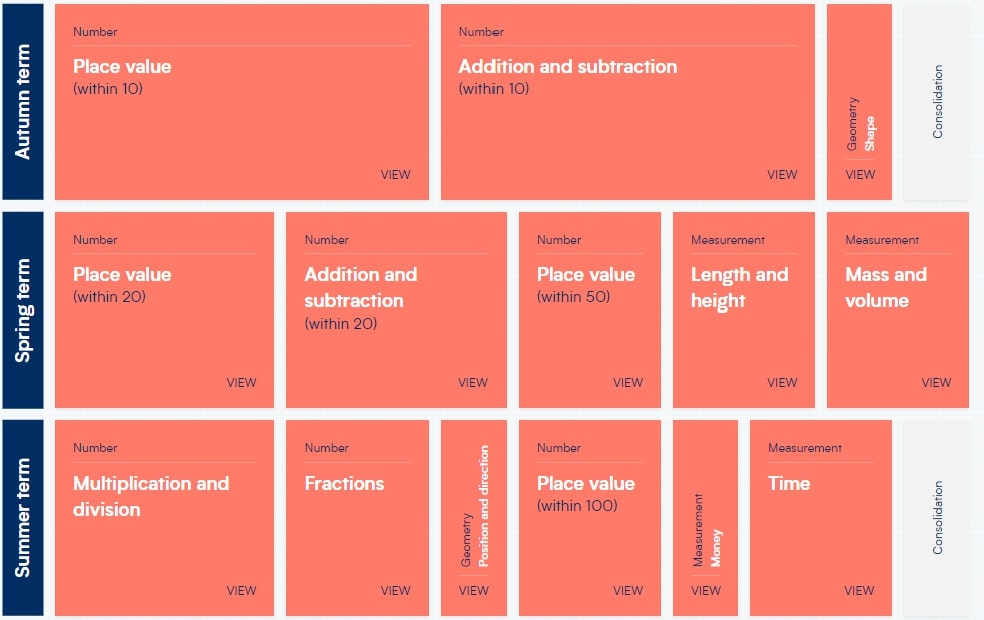 Autumn term
Number
Place value
(within 10)
VIEW
Number
Addition and subtraction
(within 10)
VIEW
Geometry
Shape
VIEW
Consolidation
Spring term
Number
Place value
(within 20)
VIEW
Number
Addition and
subtraction
(within 20)
VIEW
Number
Place value
(within 50)
VIEW
Measurement
Length and
height
VIEW
Measurement
Mass and
volume
VIEW
Summer term
Number
Multiplication and
division
VIEW
Number
Fractions
VIEW
Geometry
Position and direction
VIEW
Number
Place value
(within 100)
VIEW
Measurement
Money
VIEW
Measurement
Time
VIEW
Consolidation